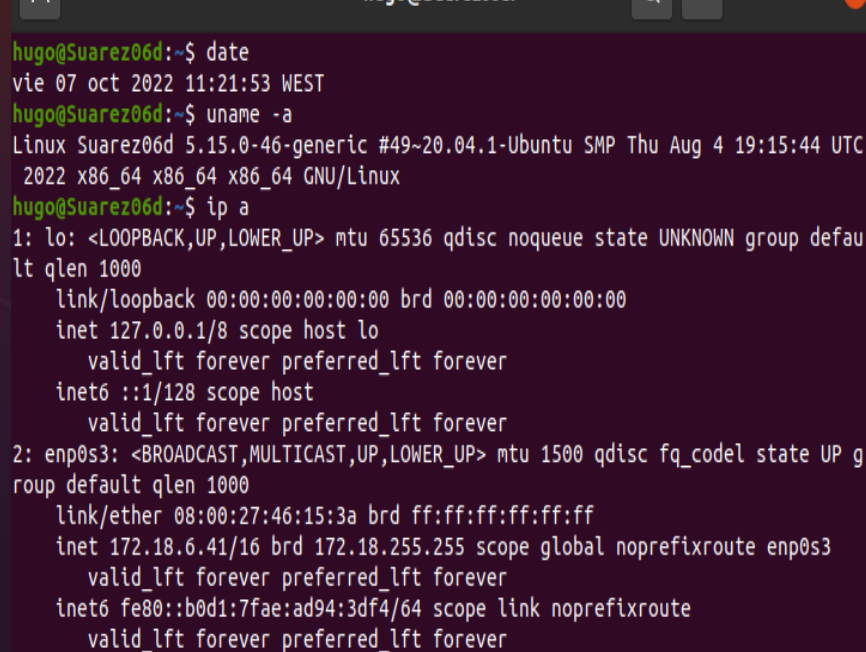 hugo@Suarez06d:~$ date
vie 07 oct 2022 11:21:53 WEST
hugo@Suarez06d:~$ uname -a
Linux Suarez06d 5.15.0-46-generic #49~20.04.1-Ubuntu SMP Thu Aug 4 19:15:44 UTC
 2022 x86_64 x86_64 x86_64 GNU/Linux
hugo@Suarez06d:~$ ip a
1: lo: <LOOPBACK,UP,LOWER_UP> mtu 65536 qdisc noqueue state UNKNOWN group defau
lt qlen 1000
    link/loopback 00:00:00:00:00:00 brd 00:00:00:00:00:00
    inet 127.0.0.1/8 scope host lo
       valid_lft forever preferred_lft forever
    inet6 ::1/128 scope host
       valid_lft forever preferred_lft forever
2: enp0s3: <BROADCAST,MULTICAST,UP,LOWER_UP> mtu 1500 qdisc fq_codel state UP g
roup default qlen 1000
    link/ether 08:00:27:46:15:3a brd ff:ff:ff:ff:ff:ff
    inet 172.18.6.41/16 brd 172.18.255.255 scope global noprefixroute enp0s3
       valid_lft forever preferred_lft forever
    inet6 fe80::b0d1:7fae:ad94:3df4/64 scope link noprefixroute
       valid_lft forever preferred_lft forever